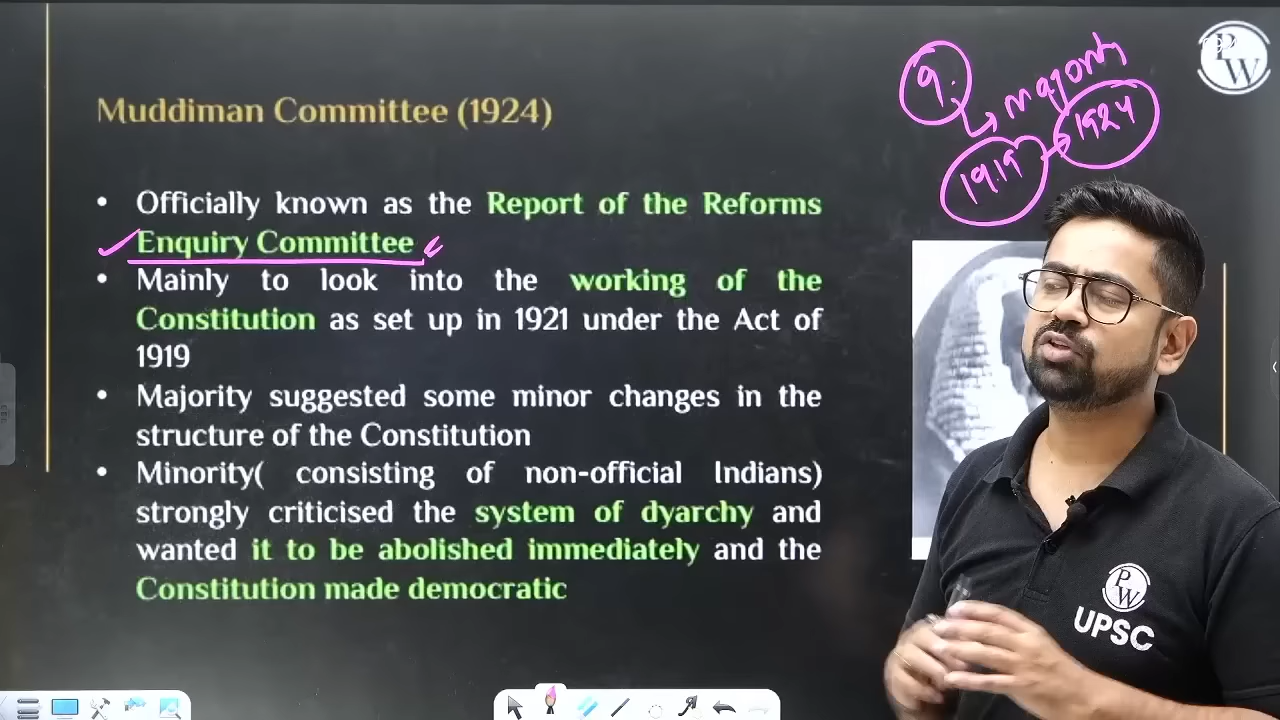 Muddiman Committee (1924)
9.
majority
1919
1924
PW
• Officially known as the Report of the Reforms
Enquiry Committee
• Mainly to look into the working of the
Constitution as set up in 1921 under the Act of
1919
• Majority suggested some minor changes in the
structure of the Constitution
• Minority( consisting of non-official Indians)
strongly criticised the system of dyarchy and
wanted it to be abolished immediately and the
Constitution made democratic
PW
UPSC